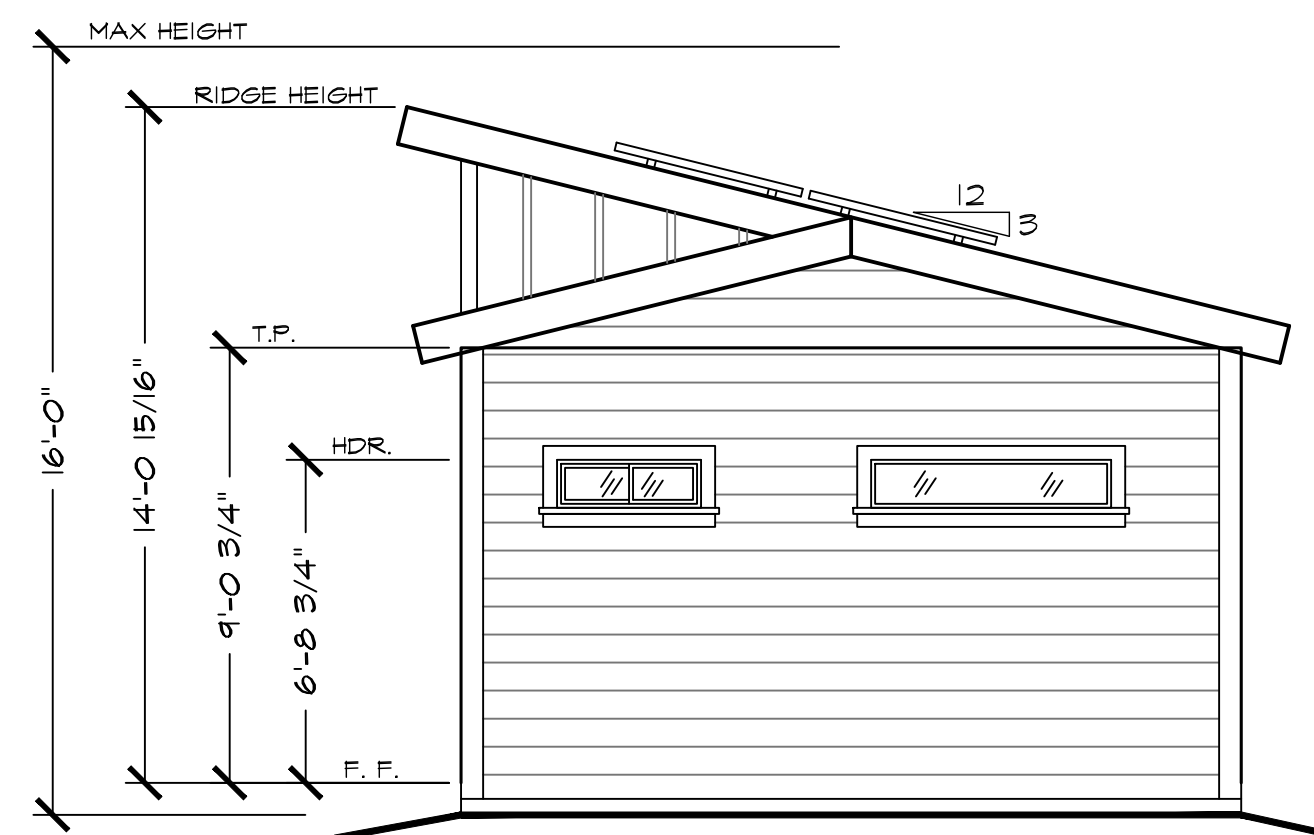 MAX HEIGHT
RIDGE HEIGHT
12
3
T.P.
HDR.
16'-0"
14'-0 15/16"
9'-0 3/4"
6'-8 3/4"
F. F.